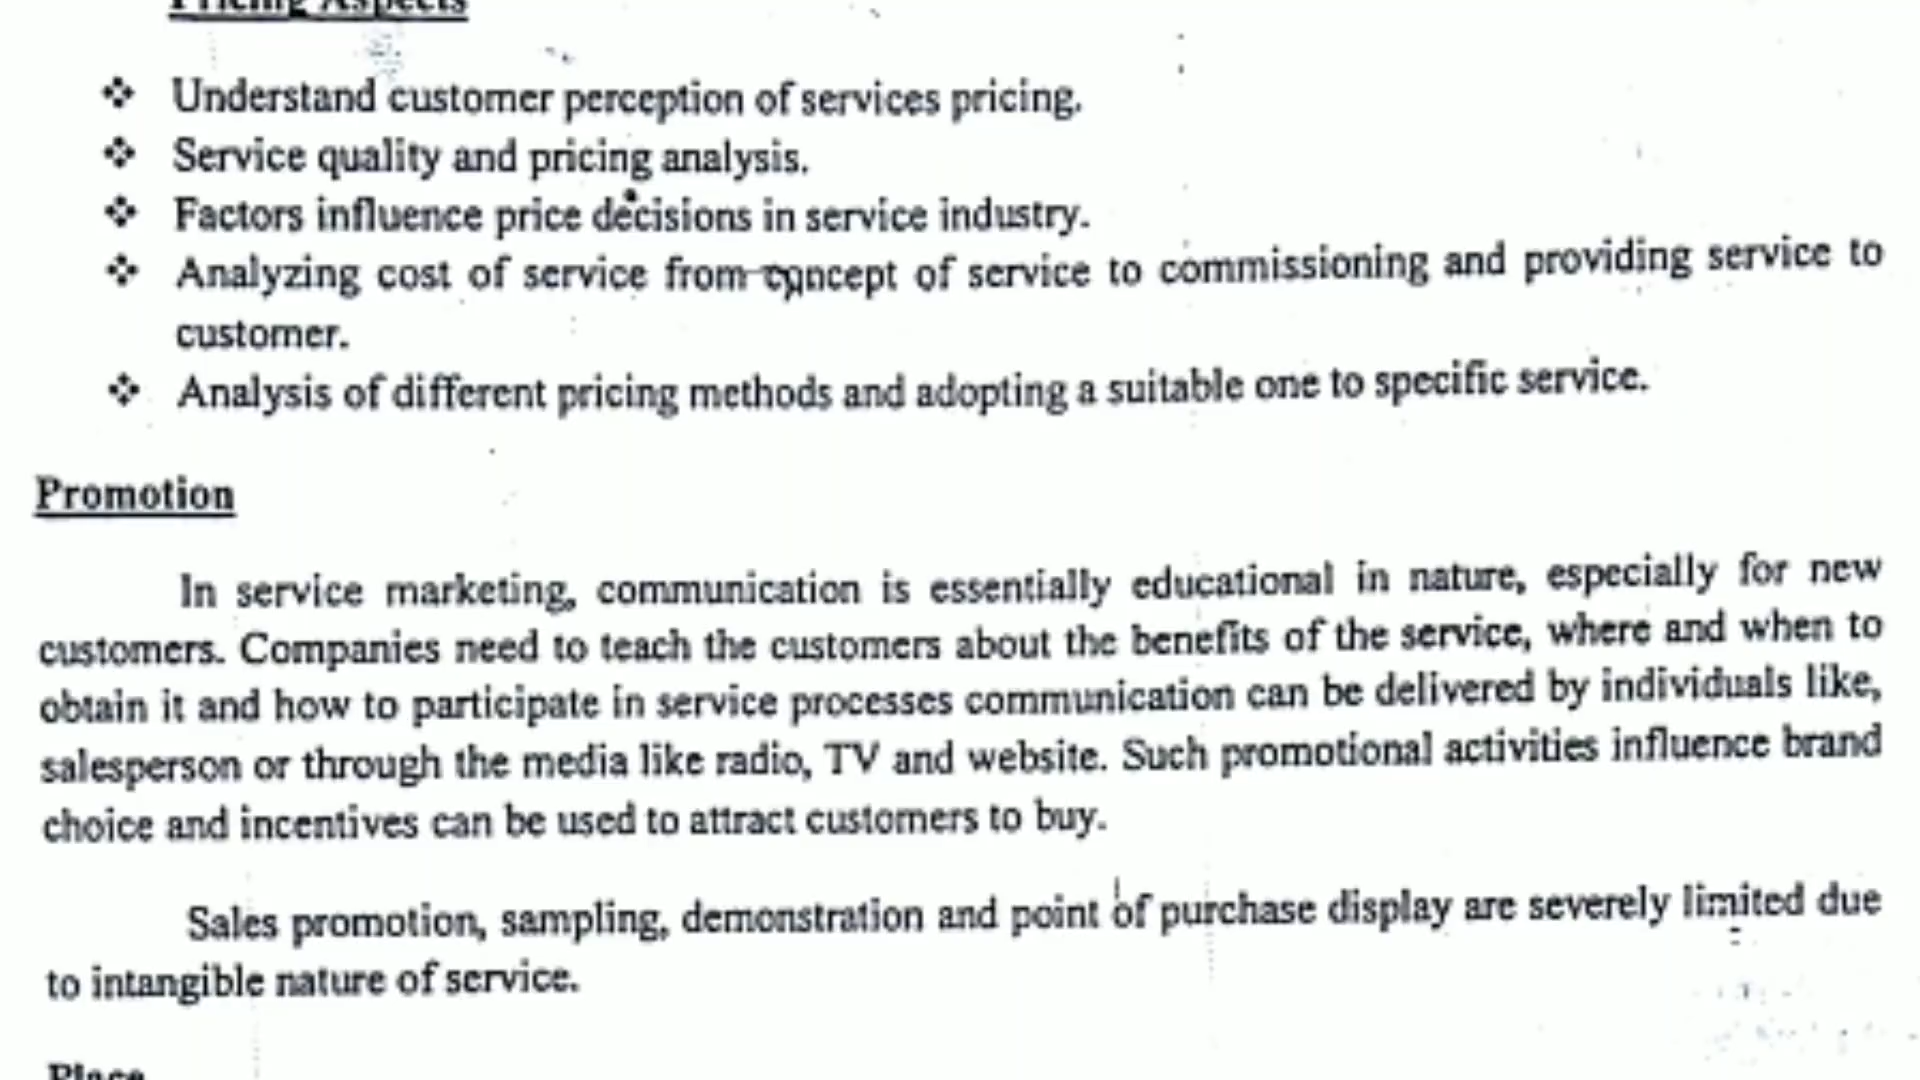 Pricing Aspects
❖ Understand customer perception of services pricing.
❖ Service quality and pricing analysis.
❖ Factors influence price decisions in service industry.
❖ Analyzing cost of service from concept of service to commissioning and providing service to
customer.
❖ Analysis of different pricing methods and adopting a suitable one to specific service.
Promotion
In service marketing, communication is essentially educational in nature, especially for new
customers. Companies need to teach the customers about the benefits of the service, where and when to
obtain it and how to participate in service processes communication can be delivered by individuals like,
salesperson or through the media like radio, TV and website. Such promotional activities influence brand
choice and incentives can be used to attract customers to buy.
Sales promotion, sampling, demonstration and point of purchase display are severely limited due
to intangible nature of service.
Place